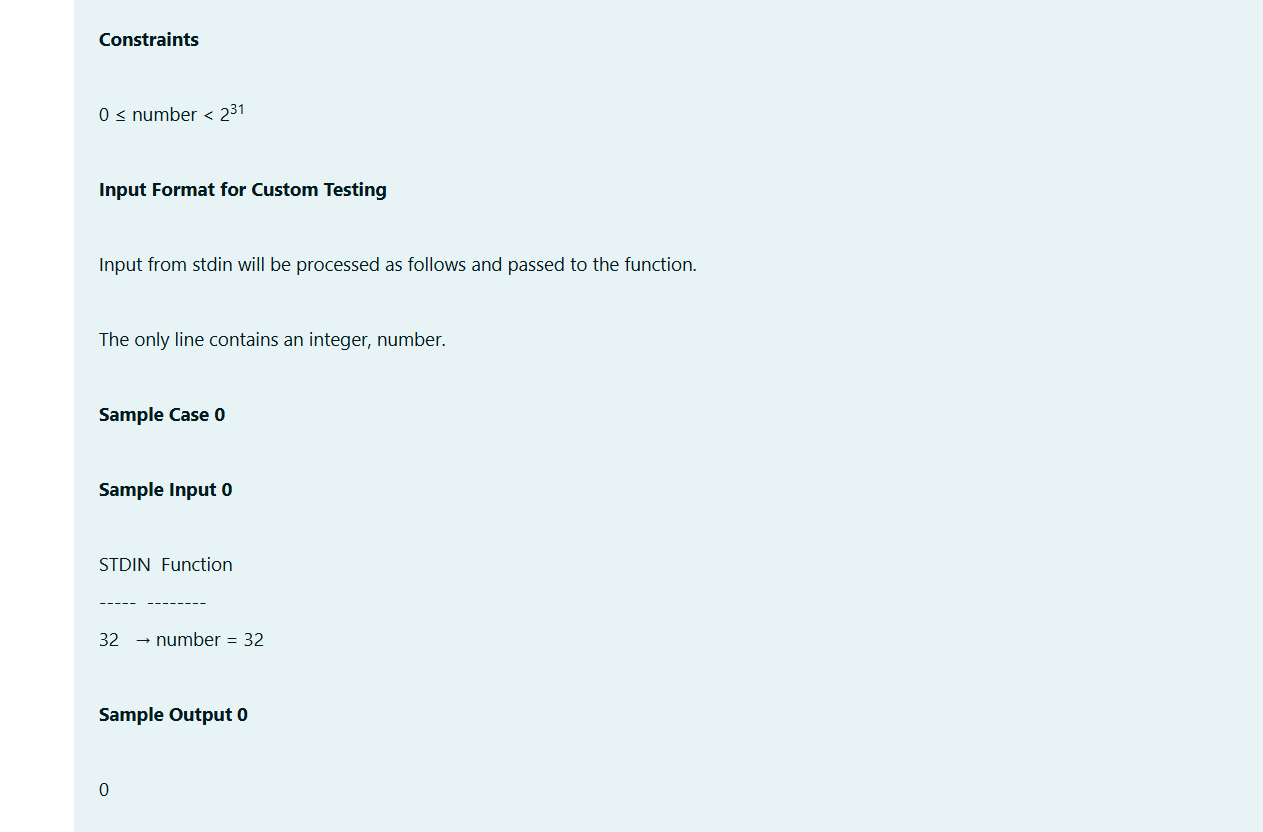 Constraints
0 ≤ number < 2³¹
Input Format for Custom Testing
Input from stdin will be processed as follows and passed to the function.
The only line contains an integer, number.
Sample Case 0
Sample Input 0
STDIN  Function
-----  --------
32   → number = 32
Sample Output 0
0